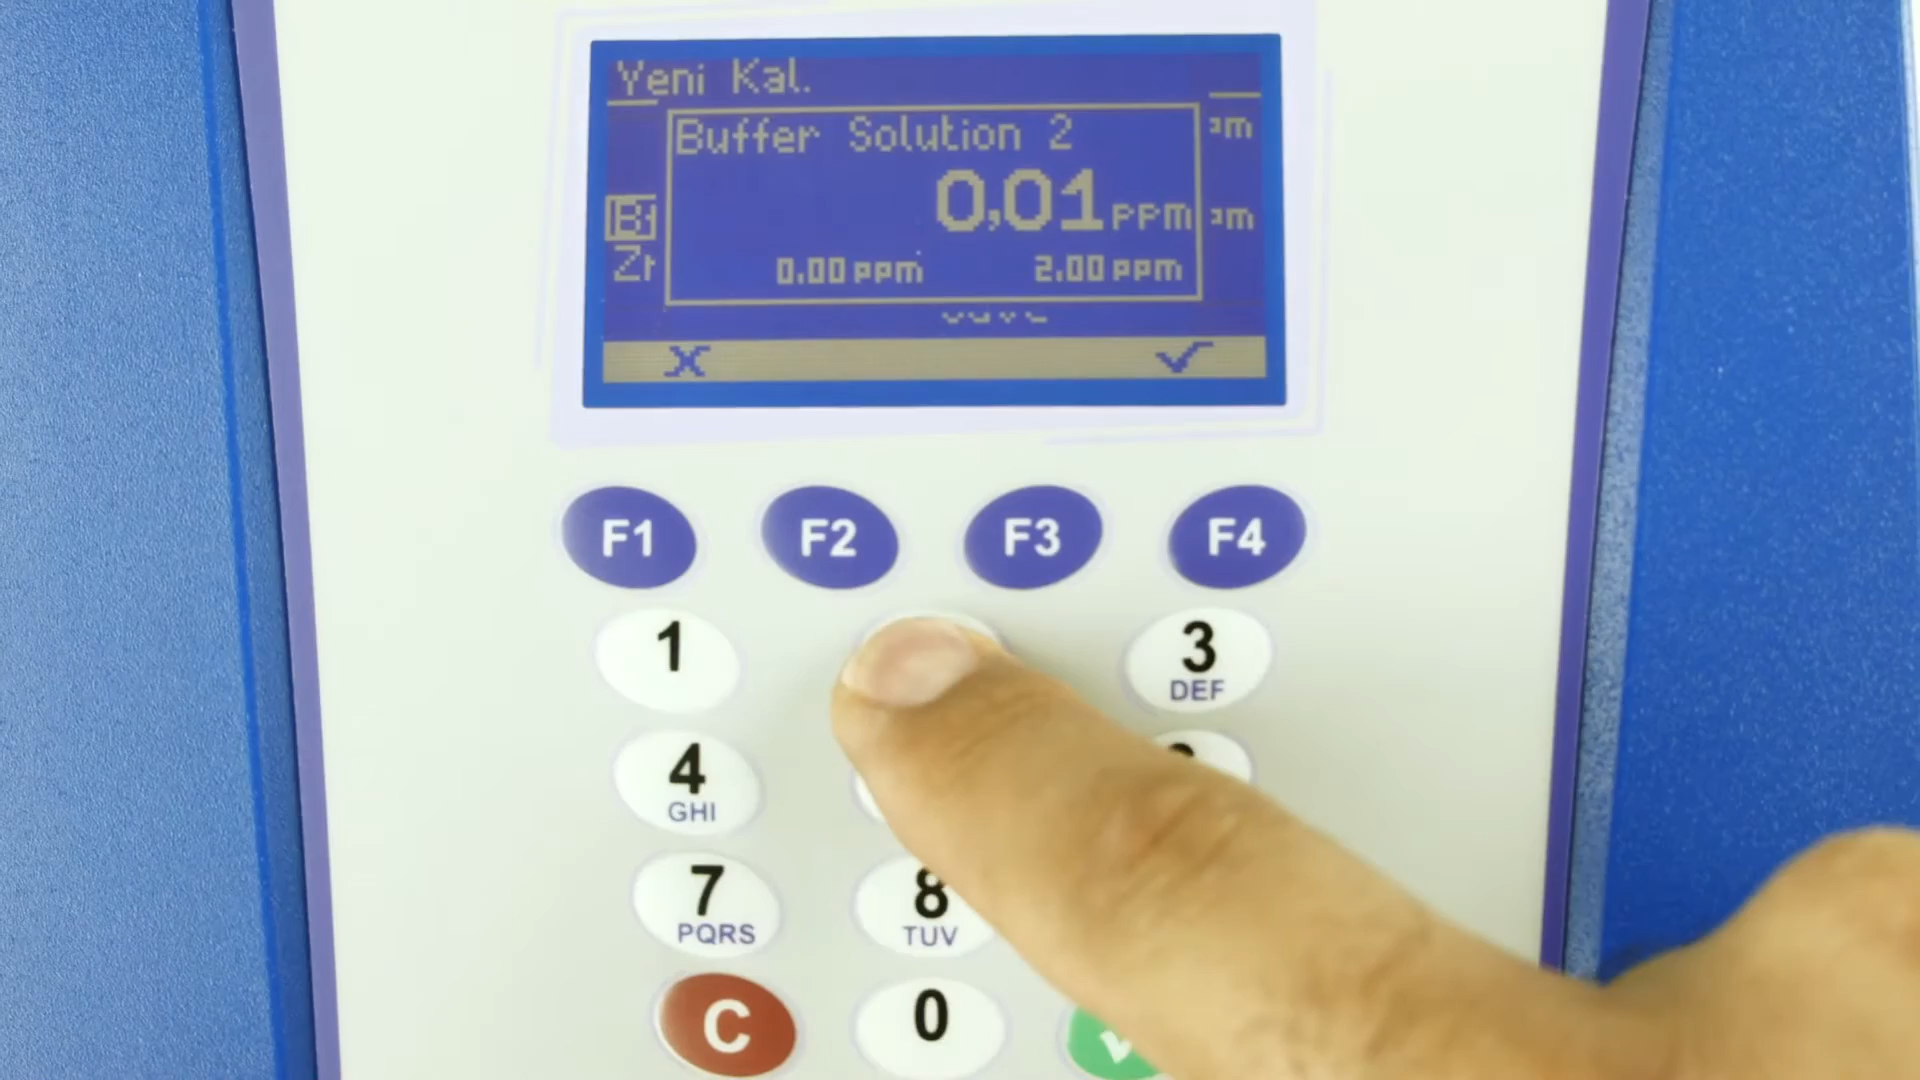 Yeni Kal.
Buffer Solution 2
0,01 ppm
0.00 ppm 2.00 ppm
F1 F2 F3 F4
1
3
DEF
4
GHI
7
PQRS
8
TUV
C
0